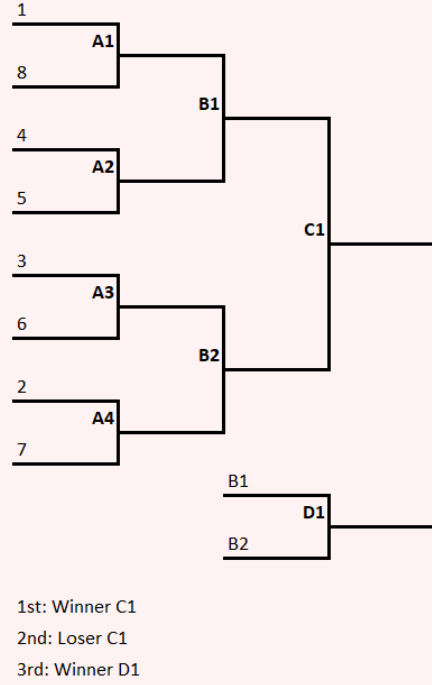 1
A1
8
B1
4
A2
5
C1
3
A3
6
B2
2
A4
7
B1
D1
B2
1st: Winner C1
2nd: Loser C1
3rd: Winner D1